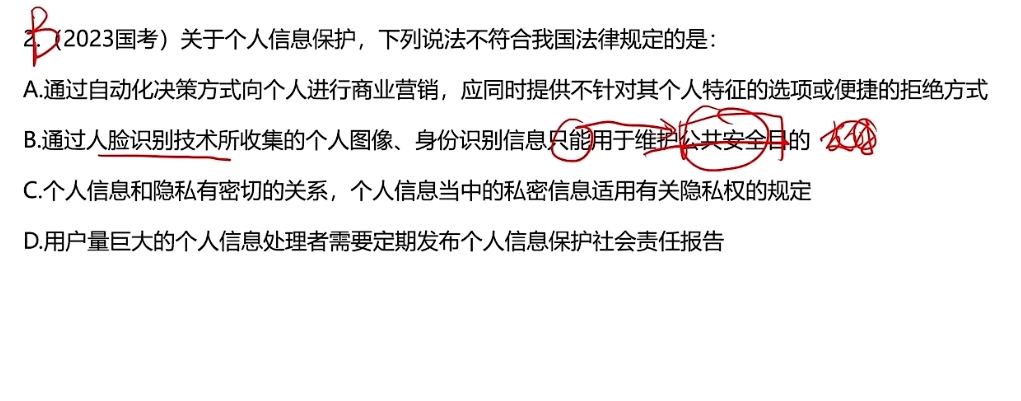 B
2.（2023国考）关于个人信息保护，下列说法不符合我国法律规定的是：
A.通过自动化决策方式向个人进行商业营销，应同时提供不针对其个人特征的选项或便捷的拒绝方式
B.通过人脸识别技术所收集的个人图像、身份识别信息只能用于维护公共安全目的
C.个人信息和隐私有密切的关系，个人信息当中的私密信息适用有关隐私权的规定
D.用户量巨大的个人信息处理者需要定期发布个人信息保护社会责任报告